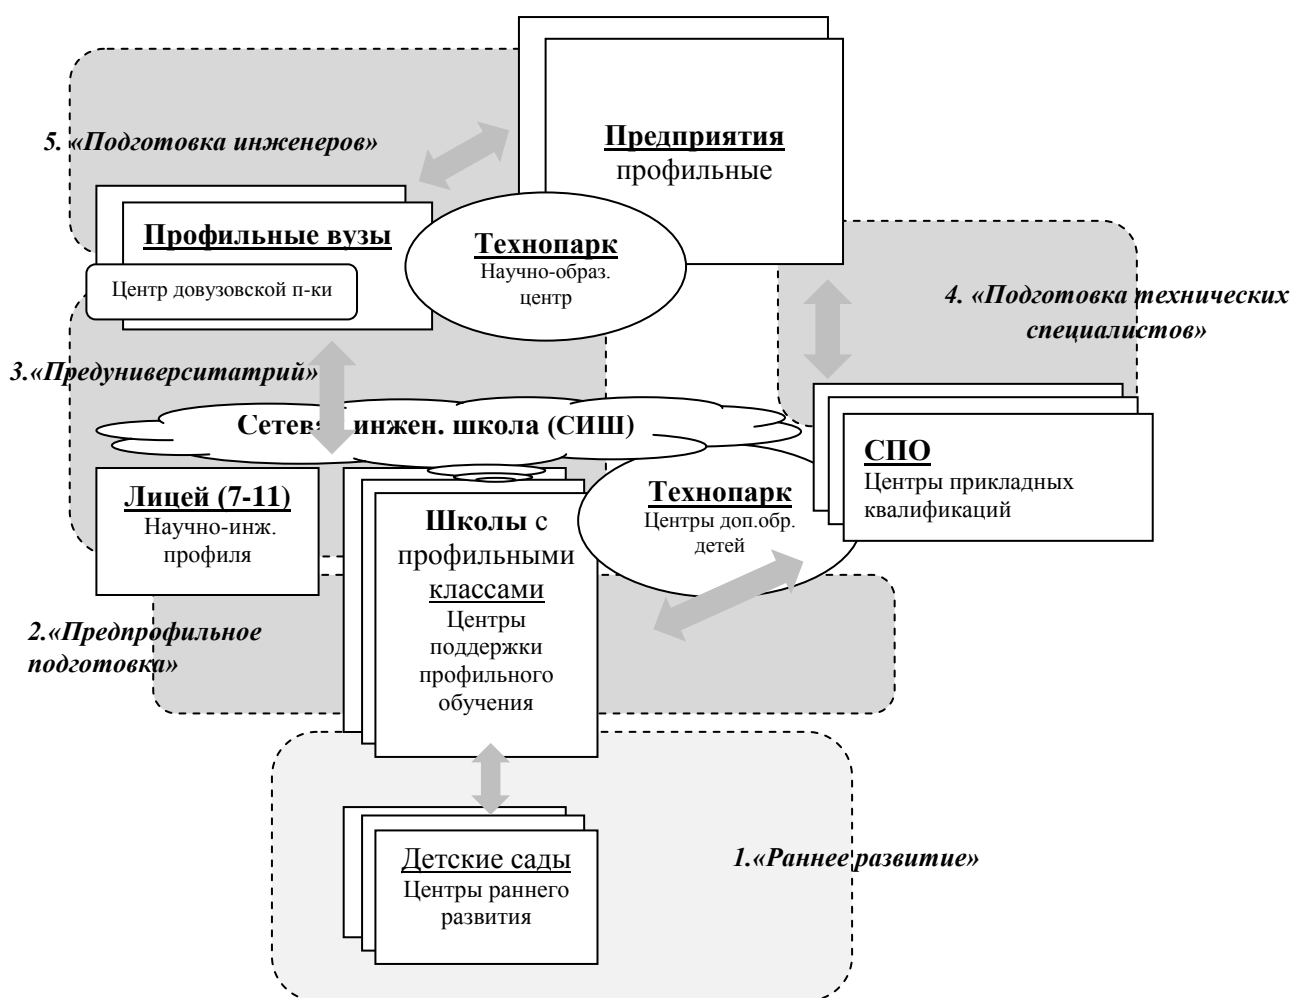 5. «Подготовка инженеров»
Предприятия
профильные
Профильные вузы
Центр довузовской п-ки
Технопарк
Научно-образ.
центр
4. «Подготовка технических
специалистов»
3.«Предуниверситатрий»
Сетев инжен. школа (СИШ)
Лицей (7-11)
Научно-инж.
профиля
Школы с
профильными
классами
Центры
поддержки
профильного
обучения
Технопарк
Центры доп.обр.
детей
СПО
Центры прикладных
квалификаций
2.«Предпрофильное
подготовка»
Детские сады
Центры раннего
развития
1.«Раннее развитие»